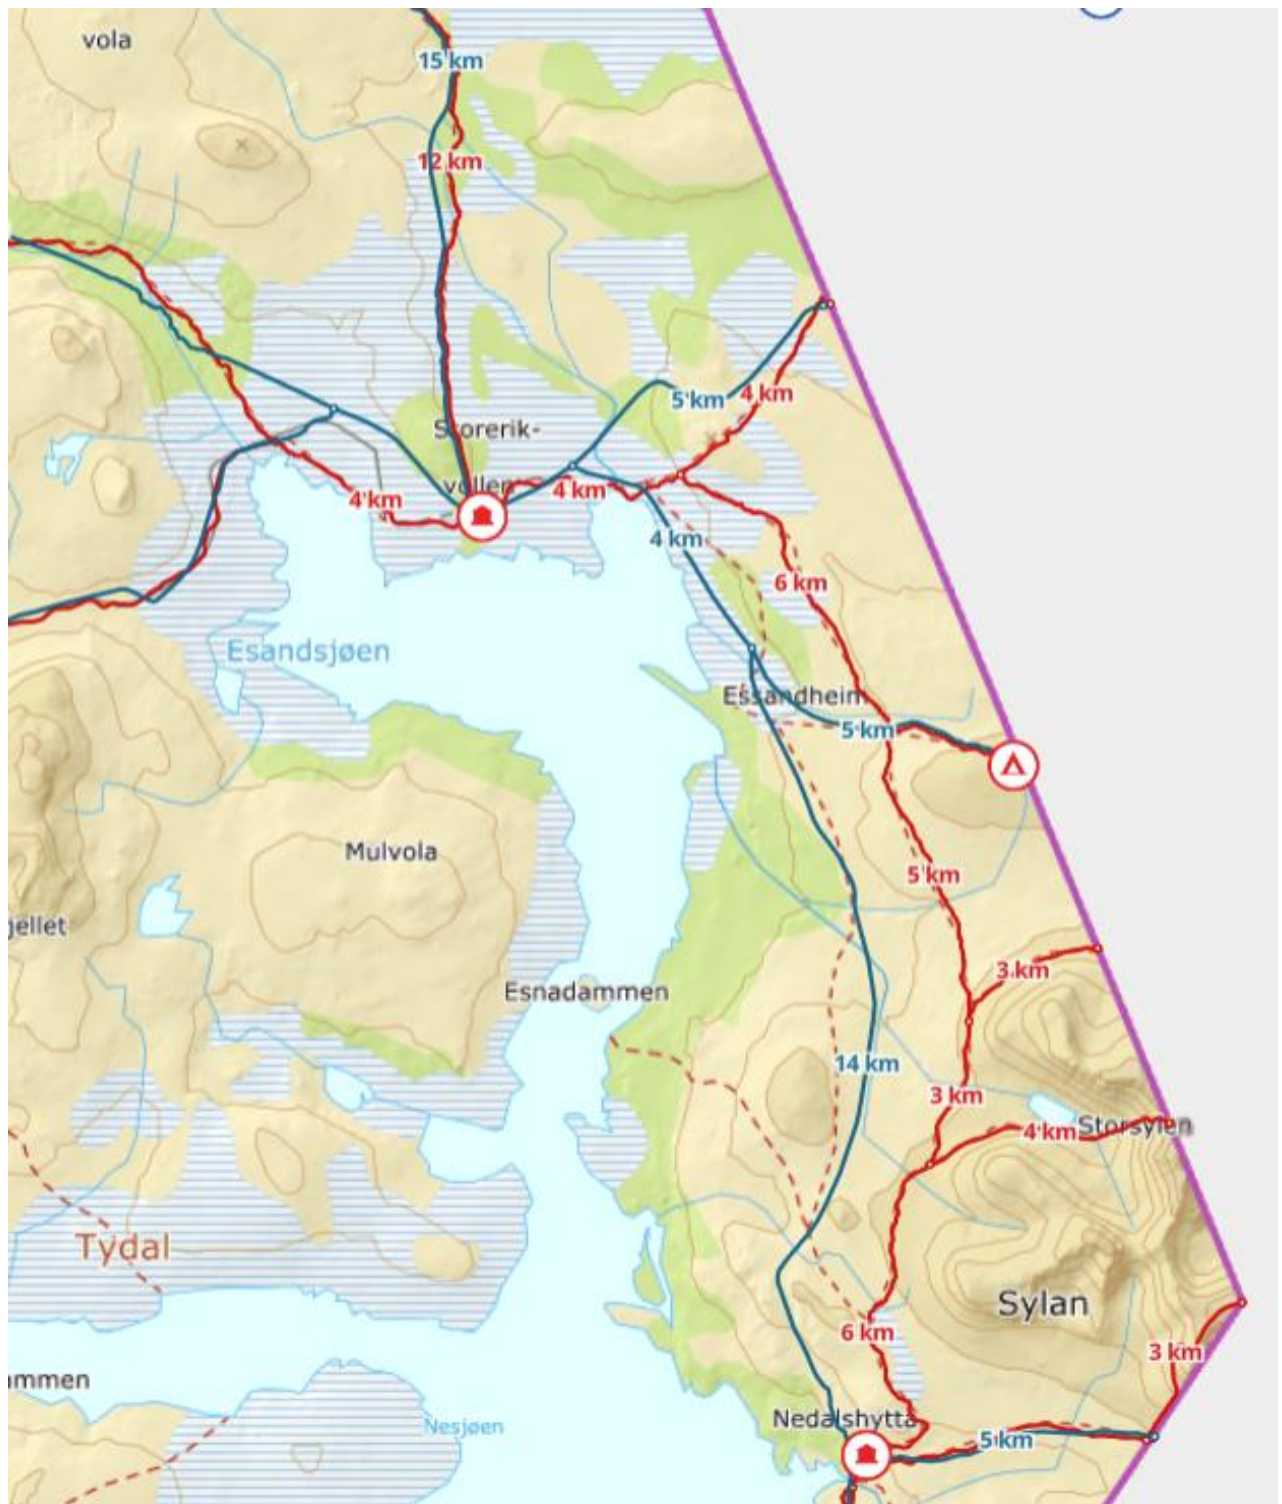 vola
15 km
12 km
5 km
4 km
Storerik-
vollen
4 km
4 km
4 km
6 km
Esandsjøen
Essandheim
5 km
Mulvola
5 km
jellet
3 km
Esnadammen
14 km
3 km
4 km
Storsylen
Tydal
Sylan
6 km
3 km
ammen
Nedalshytta
Nesjøen
5 km